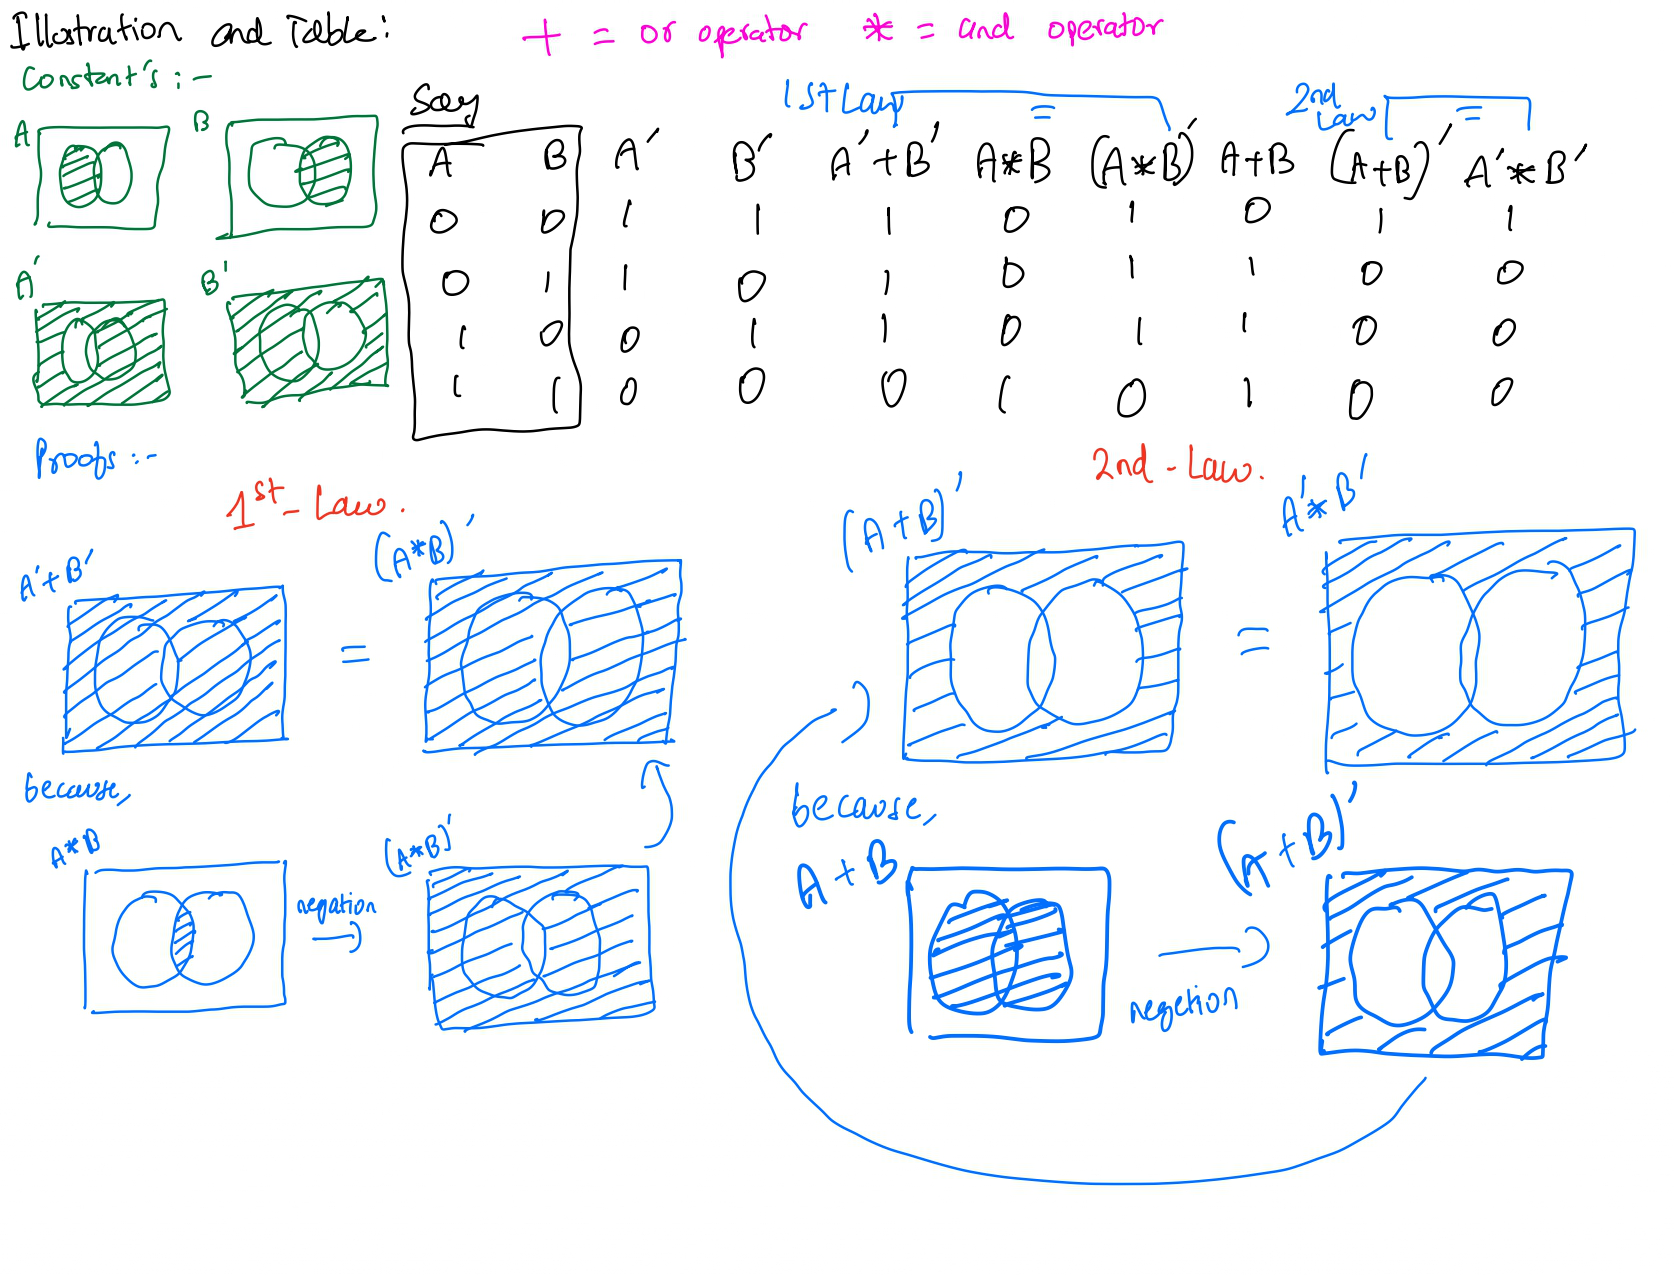 Illustration and Table: + = or operator * = and operator
Constant's :-
Say
1st Law =
2nd Law =
A B
A' B'
A B A' B' A'+B' A*B (A*B)' A+B (A+B)' A'*B'
0 0 1 1 1 0 1 0 1 1
0 1 1 0 1 0 1 1 0 0
1 0 0 1 1 0 1 1 0 0
1 1 0 0 0 1 0 1 0 0
Proofs :-
1st - Law.
A'+B' = (A*B)'
because,
A*B negation (A*B)'
2nd - Law.
(A+B)' = A'*B'
because,
A+B negetion (A+B)'